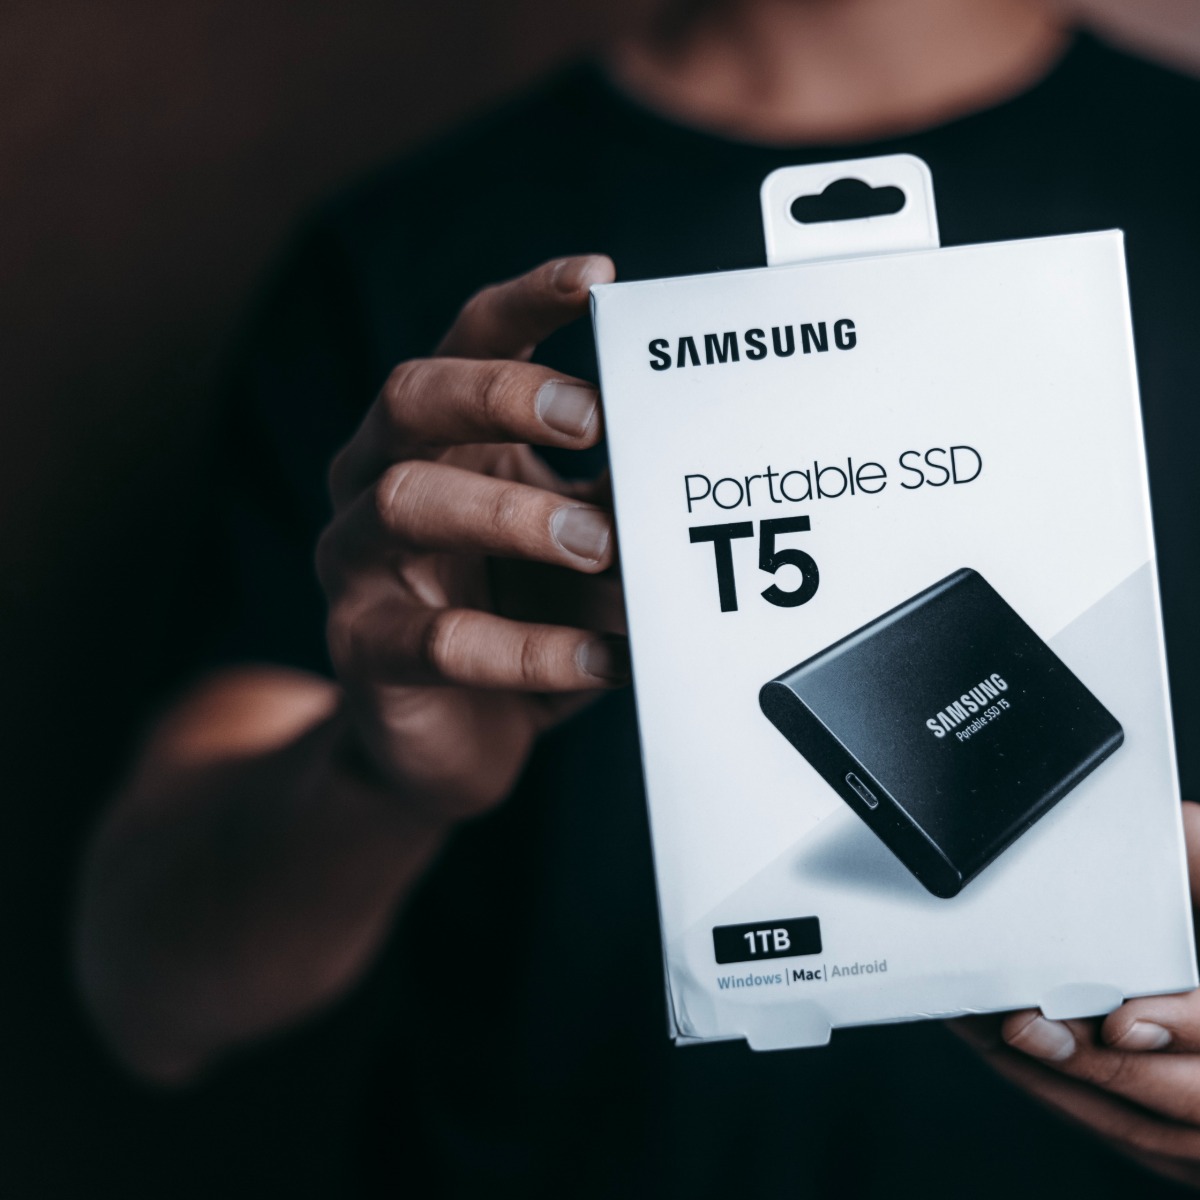 SAMSUNG
Portable SSD
T5
SAMSUNG
Portable SSD T5
1TB
Windows | Mac | Android